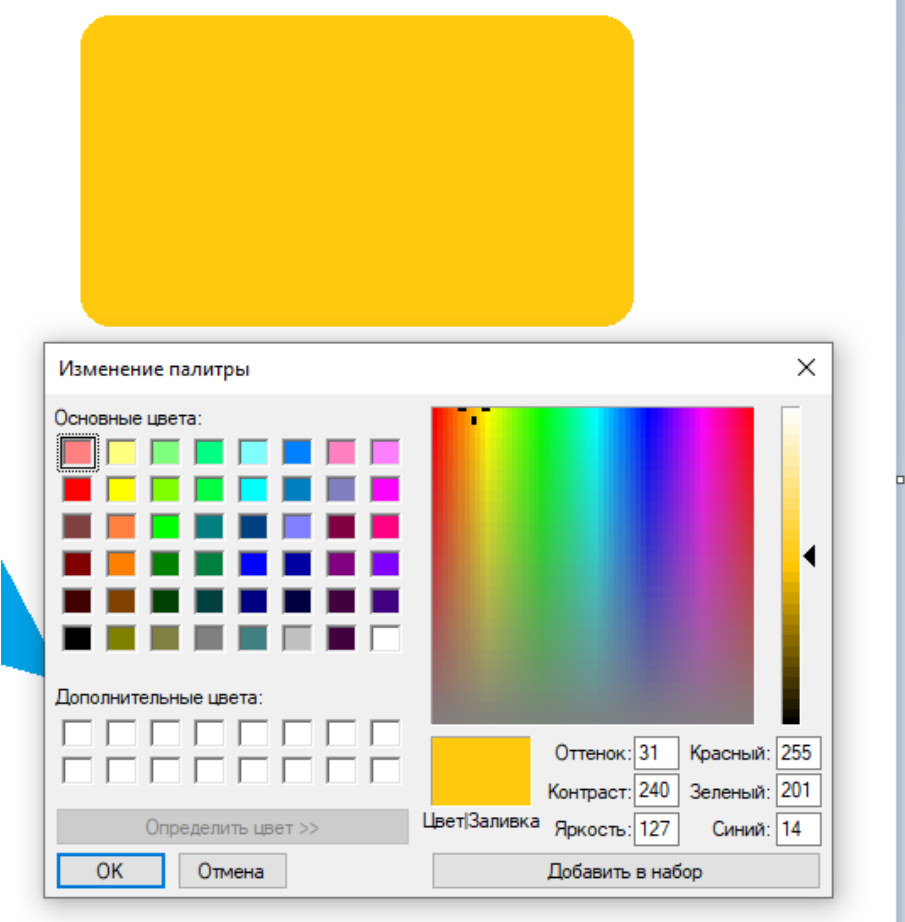 Изменение палитры
Основные цвета:
Дополнительные цвета:
Определить цвет >>
OK
Отмена
Цвет|Заливка
Оттенок: 31
Красный: 255
Контраст: 240
Зеленый: 201
Яркость: 127
Синий: 14
Добавить в набор